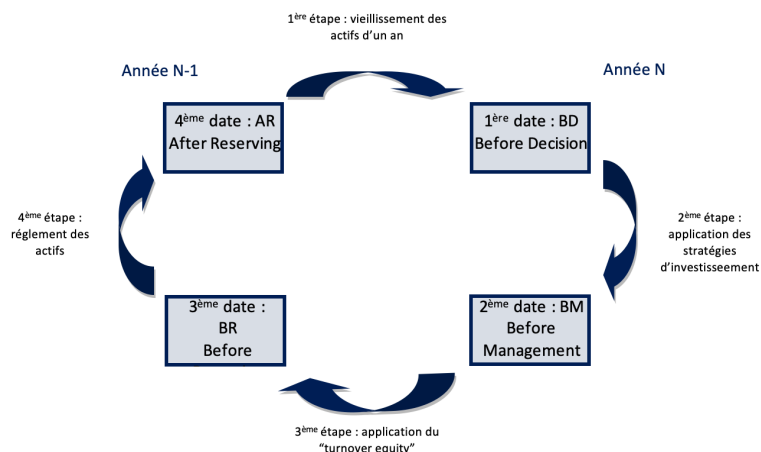 1ère étape : vieillissement des
actifs d'un an
Année N-1
Année N
4ème date : AR
After Reserving
1ère date : BD
Before Decision
4ème étape :
réglement des
actifs
2ème étape :
application des
stratégies
d'investisseement
3ème date :
BR
Before
2ème date : BM
Before
Management
3ème étape : application du
"turnover equity"